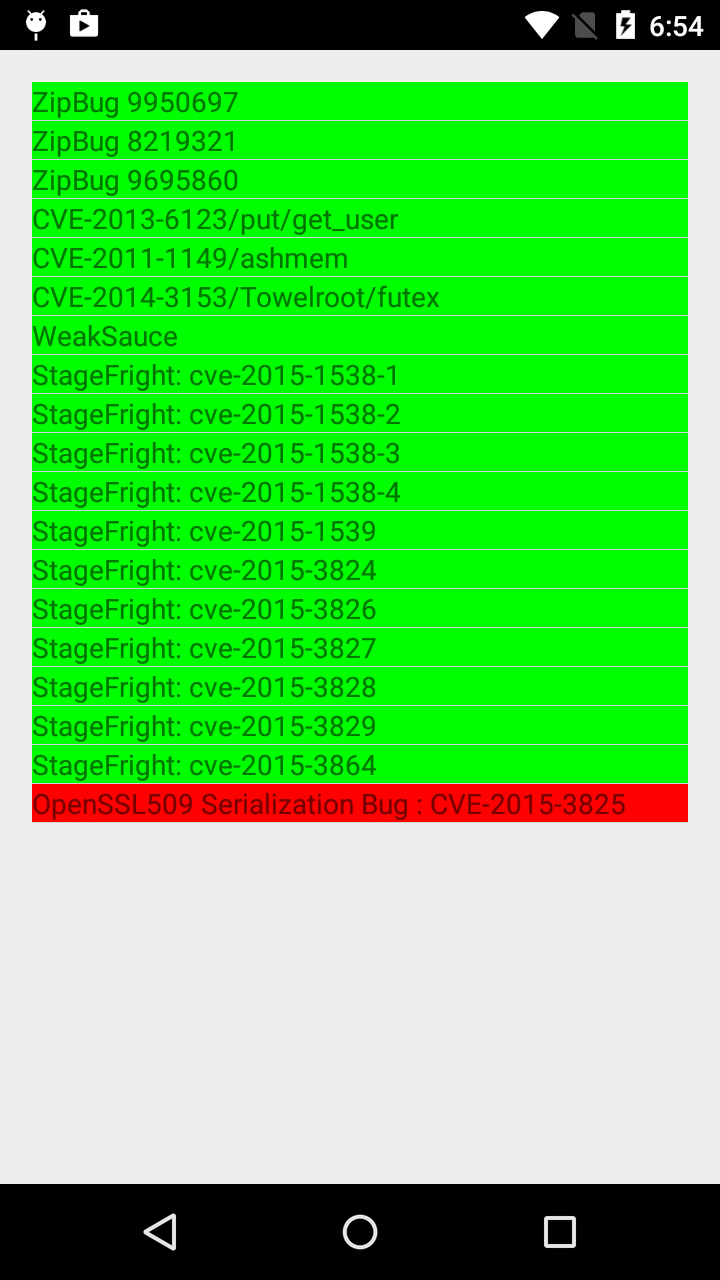 6:54
ZipBug 9950697
ZipBug 8219321
ZipBug 9695860
CVE-2013-6123/put/get_user
CVE-2011-1149/ashmem
CVE-2014-3153/Towelroot/futex
WeakSauce
StageFright: cve-2015-1538-1
StageFright: cve-2015-1538-2
StageFright: cve-2015-1538-3
StageFright: cve-2015-1538-4
StageFright: cve-2015-1539
StageFright: cve-2015-3824
StageFright: cve-2015-3826
StageFright: cve-2015-3827
StageFright: cve-2015-3828
StageFright: cve-2015-3829
StageFright: cve-2015-3864
OpenSSL509 Serialization Bug : CVE-2015-3825